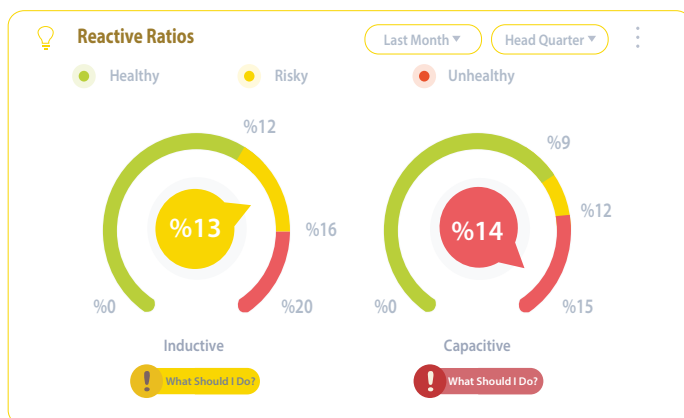 Reactive Ratios
Last Month
Head Quarter
Healthy
Risky
Unhealthy
%12
%13
%16
%0
%20
Inductive
! What Should I Do?
%9
%12
%14
%0
%15
Capacitive
! What Should I Do?